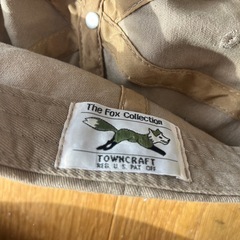 The Fox Collection
TOWNCRAFT
REG. U.S. PAT. OFF.